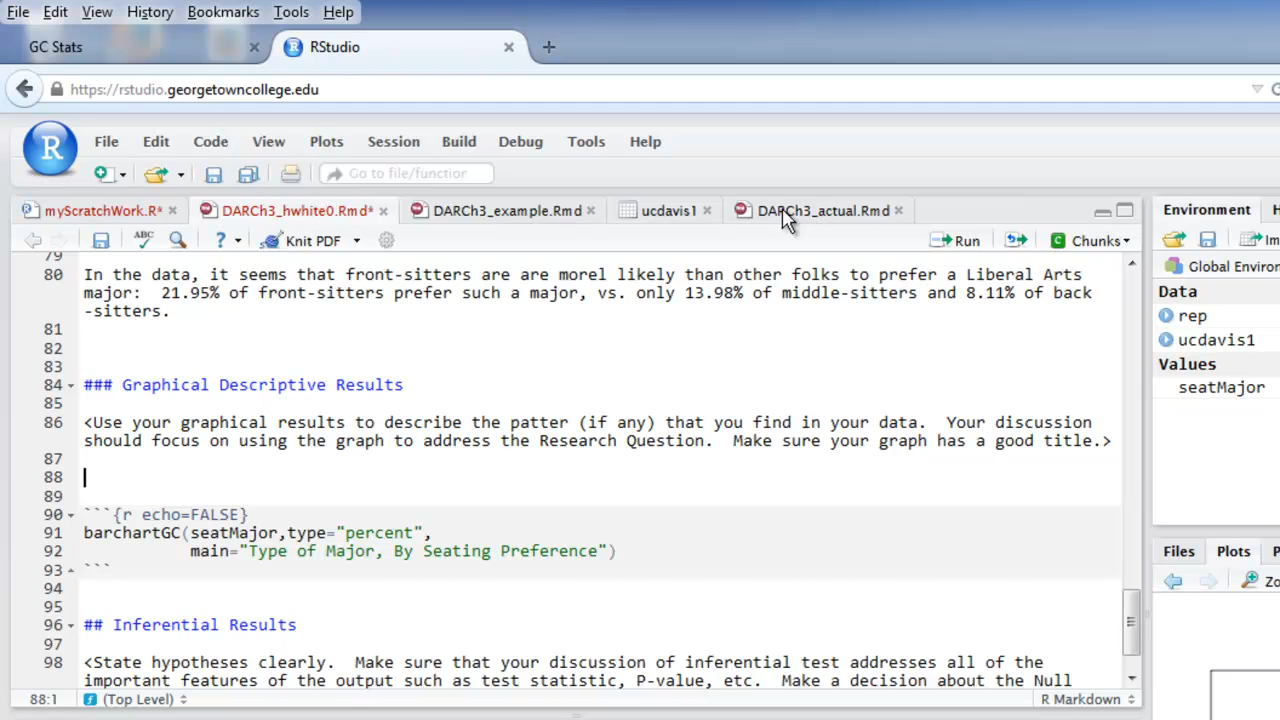 File Edit View History Bookmarks Tools Help
GC Stats
RStudio
https://rstudio.georgetowncollege.edu
File Edit Code View Plots Session Build Debug Tools Help
Go to file/function
myScratchWork.R* DARCh3_hwhite0.Rmd* DARCh3_example.Rmd ucdavis1 DARCh3_actual.Rmd
ABC Knit PDF Run Chunks
79
80 In the data, it seems that front-sitters are are morel likely than other folks to prefer a Liberal Arts
major: 21.95% of front-sitters prefer such a major, vs. only 13.98% of middle-sitters and 8.11% of back
-sitters.
81
82
83
84 ### Graphical Descriptive Results
85
86 <Use your graphical results to describe the patter (if any) that you find in your data. Your discussion
should focus on using the graph to address the Research Question. Make sure your graph has a good title.>
87
88
89
90 ```{r echo=FALSE}
91 barchartGC(seatMajor,type="percent",
92 main="Type of Major, By Seating Preference")
93 ```
94
95
96 ## Inferential Results
97
98 <State hypotheses clearly. Make sure that your discussion of inferential test addresses all of the
important features of the output such as test statistic, P-value, etc. Make a decision about the Null
88:1 (Top Level) R Markdown
Environment H
Im
Global Enviro
Data
rep
ucdavis1
Values
seatMajor
Files Plots P
Zo